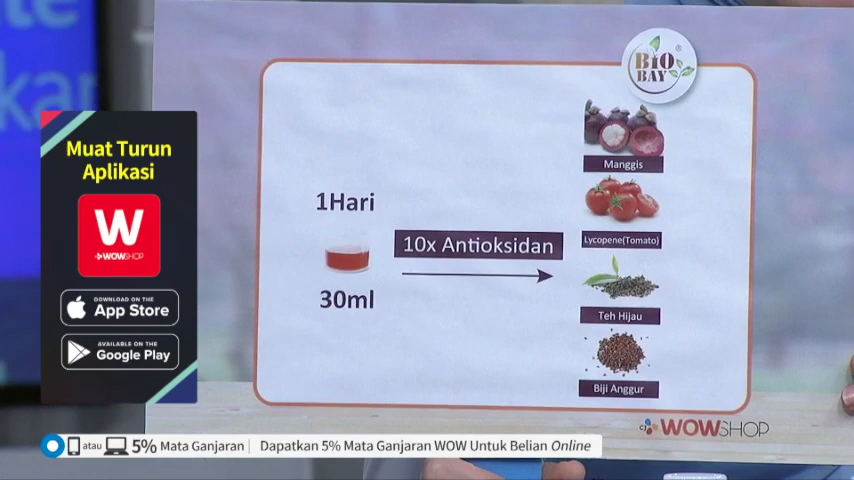 Muat Turun
Aplikasi
W
WOWSHOP
DOWNLOAD ON THE
App Store
AVAILABLE ON THE
Google Play
BIO
BAY
®
1Hari
30ml
10x Antioksidan
Manggis
Lycopene(Tomato)
Teh Hijau
Biji Anggur
CJ WOWSHOP
atau 5% Mata Ganjaran | Dapatkan 5% Mata Ganjaran WOW Untuk Belian Online